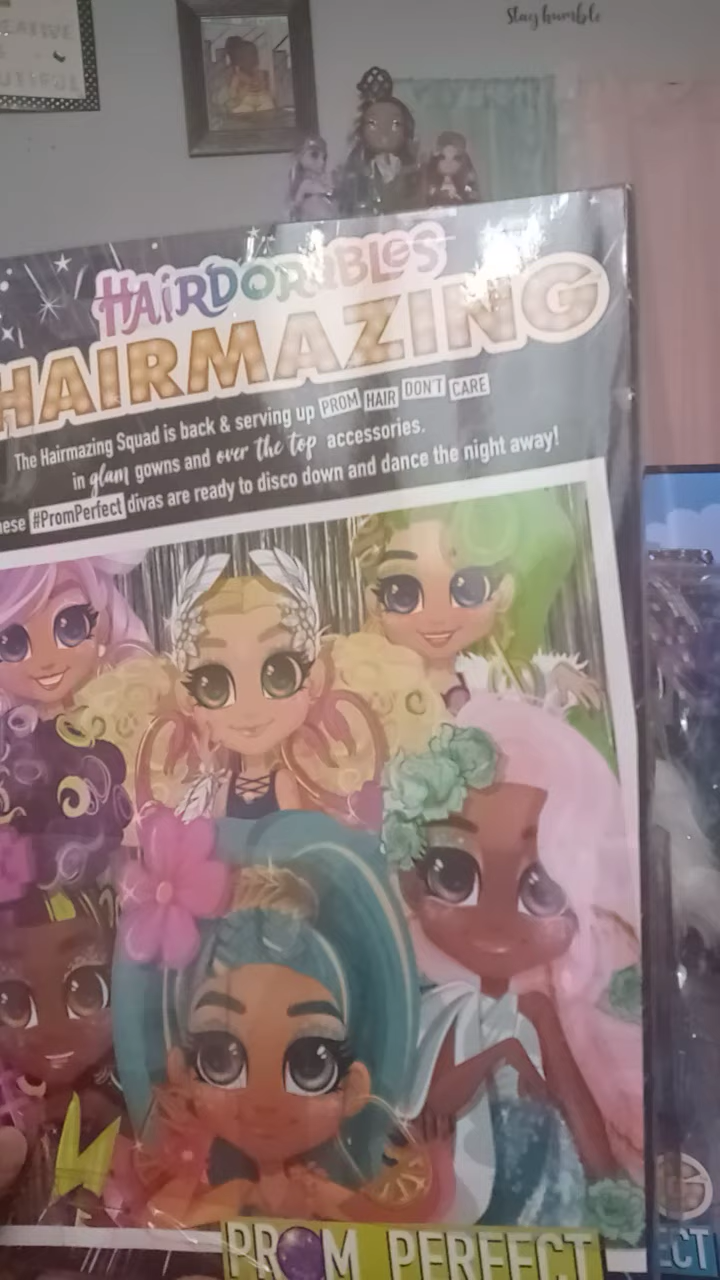 Stay humble
HAIRDORABLES
HAIRMAZING
The Hairmazing Squad is back & serving up PROM HAIR DON'T CARE
in glam gowns and over the top accessories.
#PromPerfect divas are ready to disco down and dance the night away!
PROM PERFECT